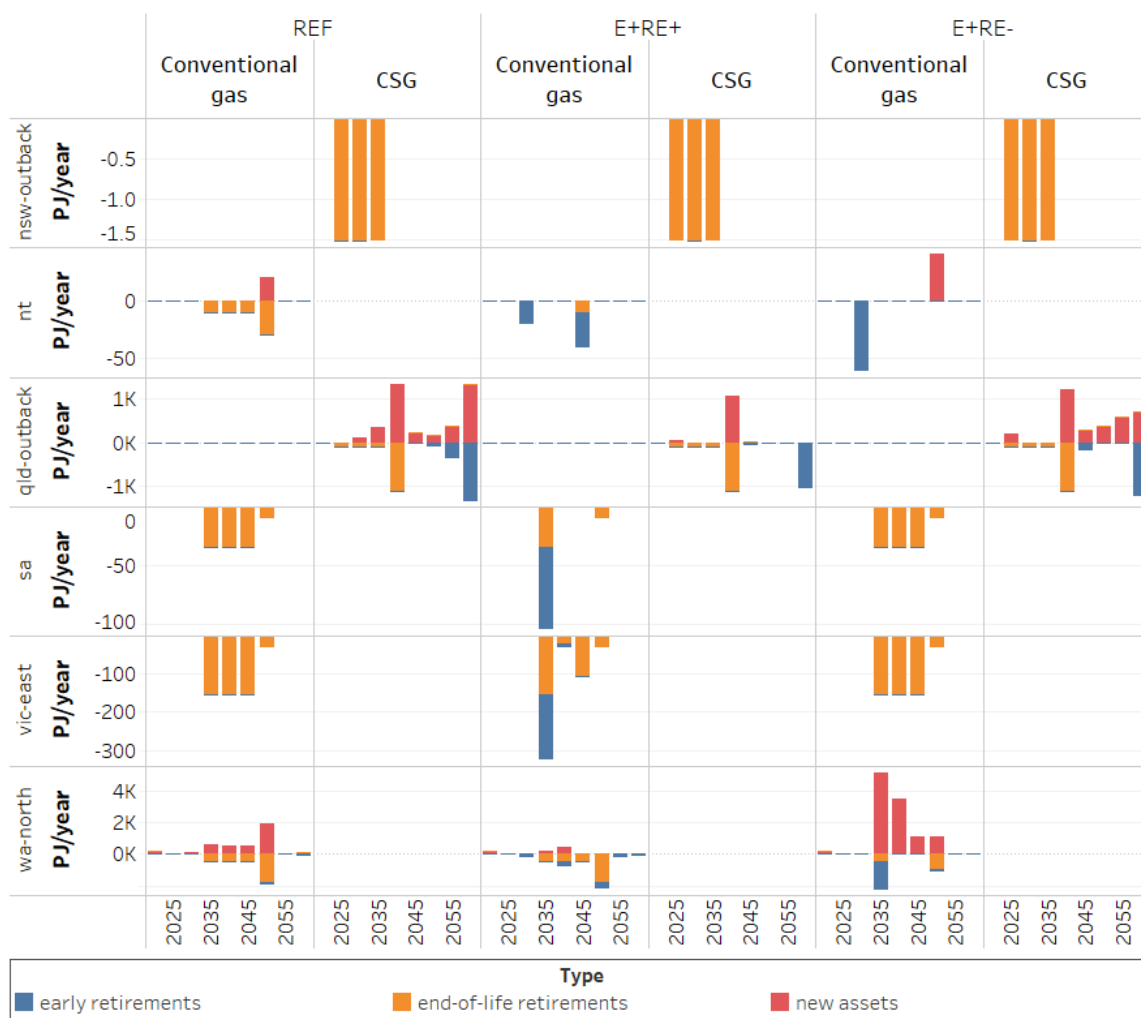 REF E+RE+ E+RE-
Conventional gas CSG Conventional gas CSG Conventional gas CSG
nsw-outback
PJ/year
-0.5
-1.0
-1.5
nt
PJ/year
0
-50
qld-outback
PJ/year
1K
0K
-1K
sa
PJ/year
0
-50
-100
vic-east
PJ/year
-100
-200
-300
wa-north
PJ/year
4K
2K
0K
2025 2035 2045 2055 2025 2035 2045 2055 2025 2035 2045 2055 2025 2035 2045 2055 2025 2035 2045 2055 2025 2035 2045 2055
Type
early retirements end-of-life retirements new assets